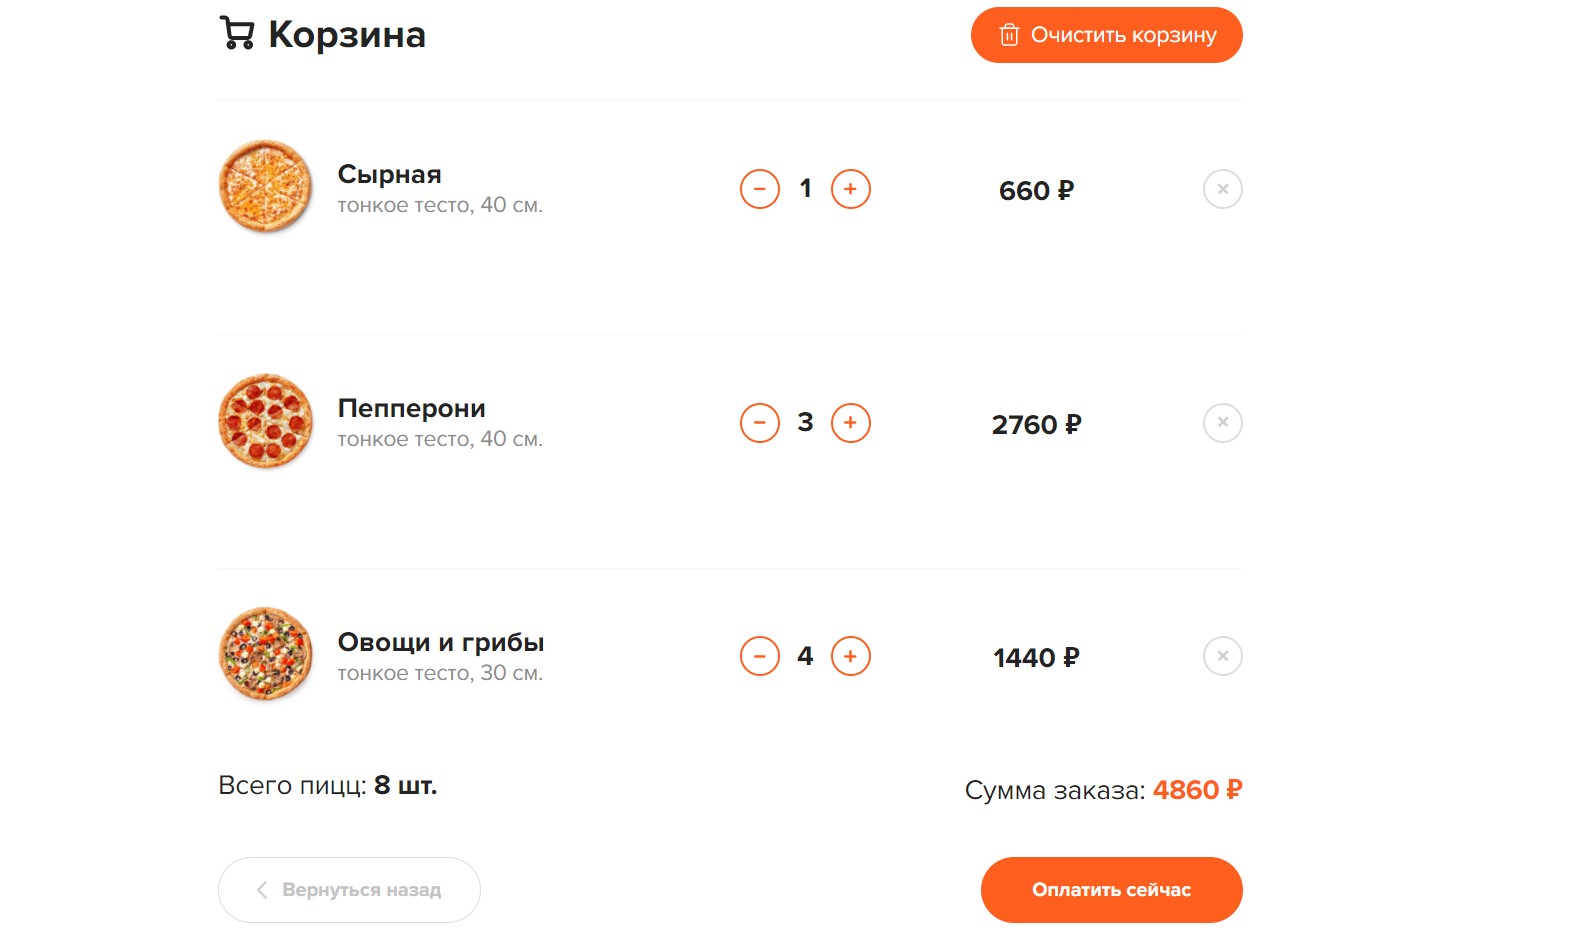 Корзина
Очистить корзину
Сырная
тонкое тесто, 40 см.
− 1 +
660 ₽
×
Пепперони
тонкое тесто, 40 см.
− 3 +
2760 ₽
×
Овощи и грибы
тонкое тесто, 30 см.
− 4 +
1440 ₽
×
Всего пицц: 8 шт.
Сумма заказа: 4860 ₽
Вернуться назад
Оплатить сейчас